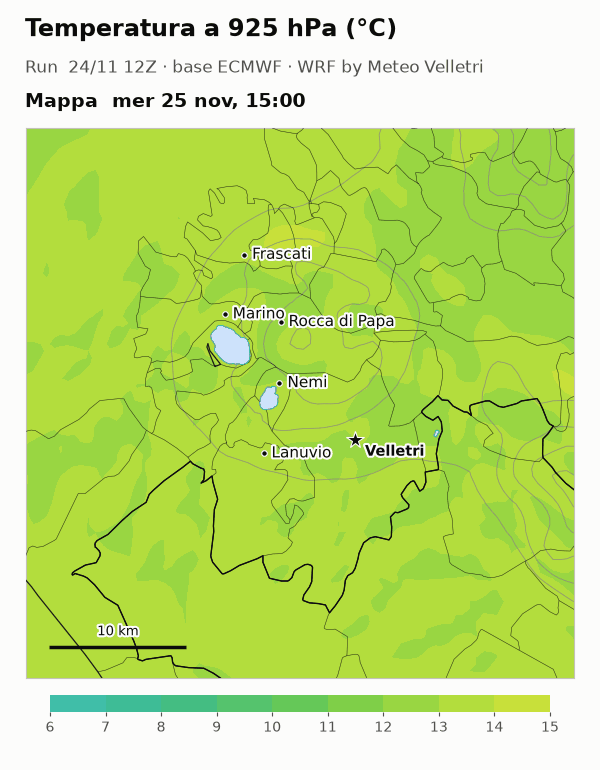 Temperatura a 925 hPa (°C)
Run  24/11 12Z · base ECMWF · WRF by Meteo Velletri
Mappa  mer 25 nov, 15:00
Frascati
Marino
Rocca di Papa
Nemi
Velletri
Lanuvio
10 km
6 7 8 9 10 11 12 13 14 15